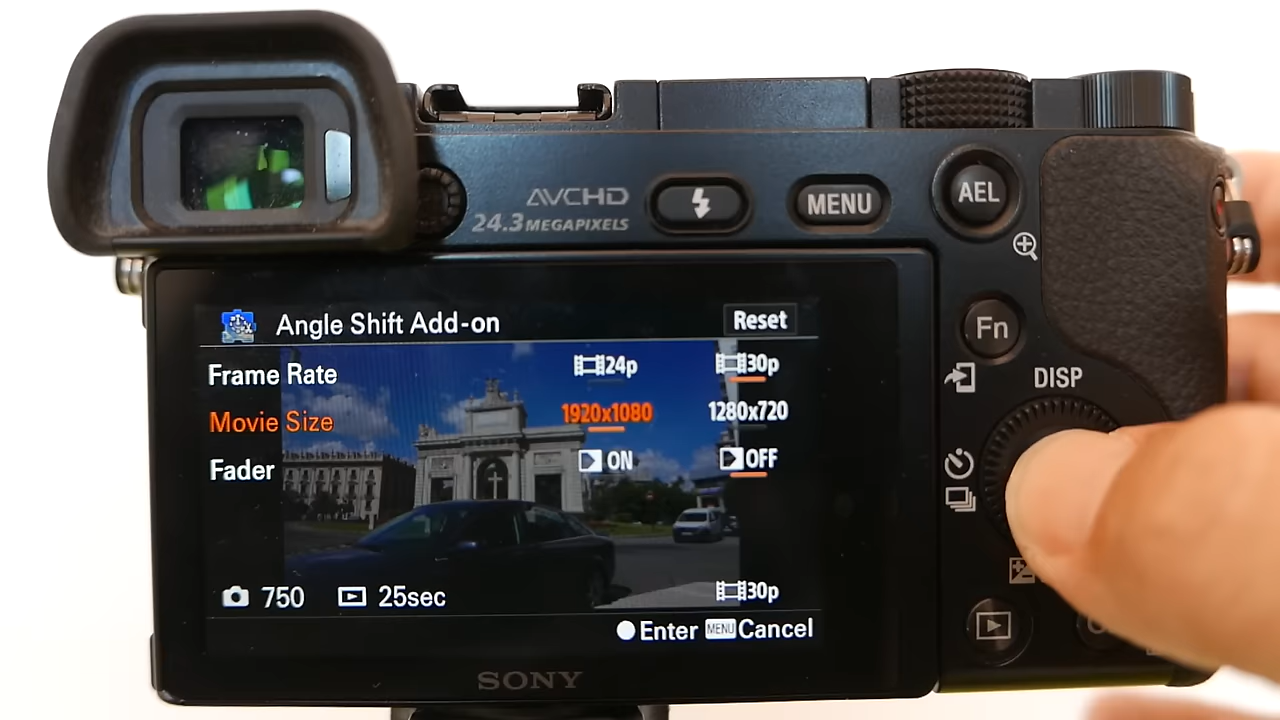 AVCHD
24.3 MEGAPIXELS
MENU
AEL
Fn
DISP
Angle Shift Add-on Reset
Frame Rate 24p 30p
Movie Size 1920x1080 1280x720
Fader ON OFF
750 25sec 30p
Enter MENU Cancel
SONY